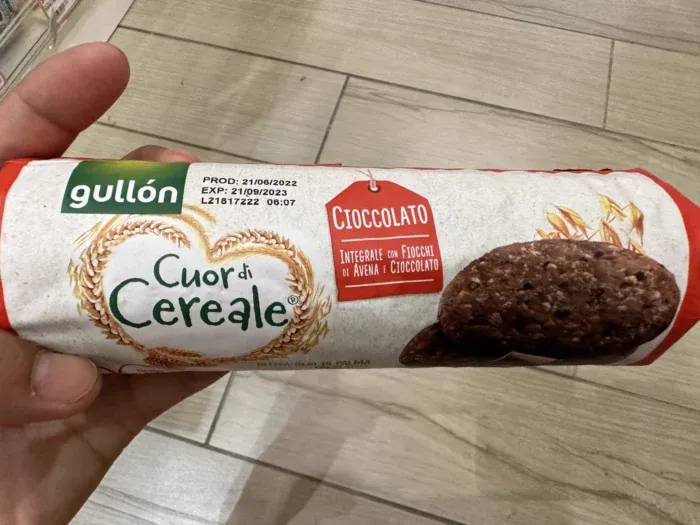 gullón
PROD: 21/06/2022
EXP: 21/09/2023
L21817222 06:07
Cuor di
Cereale®
CIOCCOLATO
INTEGRALE CON FIOCCHI
DI AVENA E CIOCCOLATO